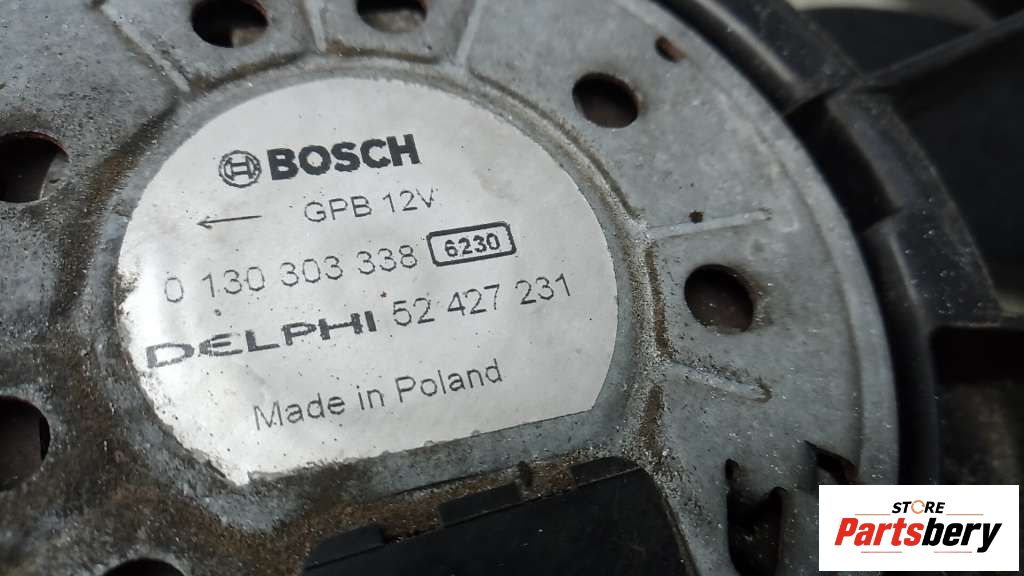 BOSCH
GPB 12V
0 130 303 338 6230
DELPHI 52 427 231
Made in Poland
STORE
Partsbery